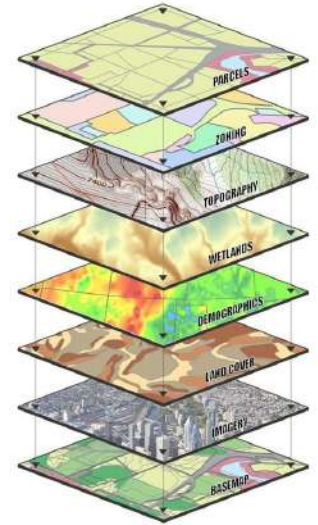 PARCELS
ZONING
TOPOGRAPHY
WETLANDS
DEMOGRAPHICS
LAND COVER
IMAGERY
BASEMAP